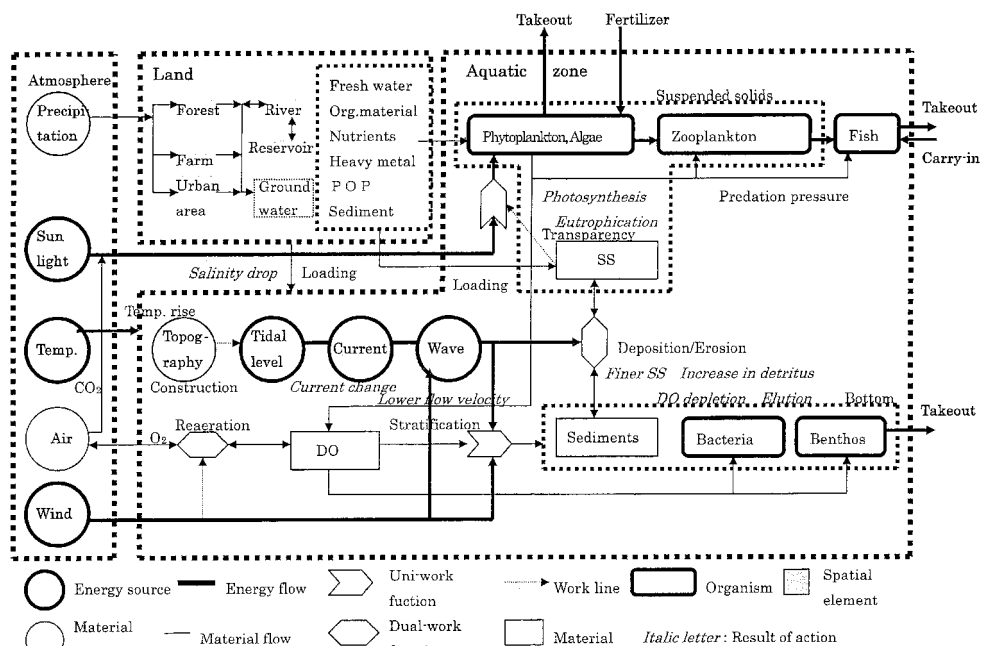 Takeout
Fertilizer
Atmosphere
Land
Aquatic zone
Precipi
tation
Forest
River
Reservoir
Farm
Urban
area
Ground
water
Fresh water
Org.material
Nutrients
Heavy metal
P O P
Sediment
Suspended solids
Phytoplankton, Algae
Zooplankton
Fish
Takeout
Carry-in
Predation pressure
Photosynthesis
Eutrophication
Transparency
SS
Sun
light
Salinity drop
Loading
Loading
Temp. rise
Temp.
Topog-
raphy
Tidal
level
Current
Wave
Construction
Current change
Lower flow velocity
Deposition/Erosion
Finer SS Increase in detritus
DO depletion Elution
Bottom
CO2
Air
O2
Reaeration
DO
Stratification
Sediments
Bacteria
Benthos
Takeout
Wind
Energy source
Energy flow
Uni-work
fuction
Work line
Organism
Spatial
element
Material
Material flow
Dual-work
Material
Italic letter : Result of action